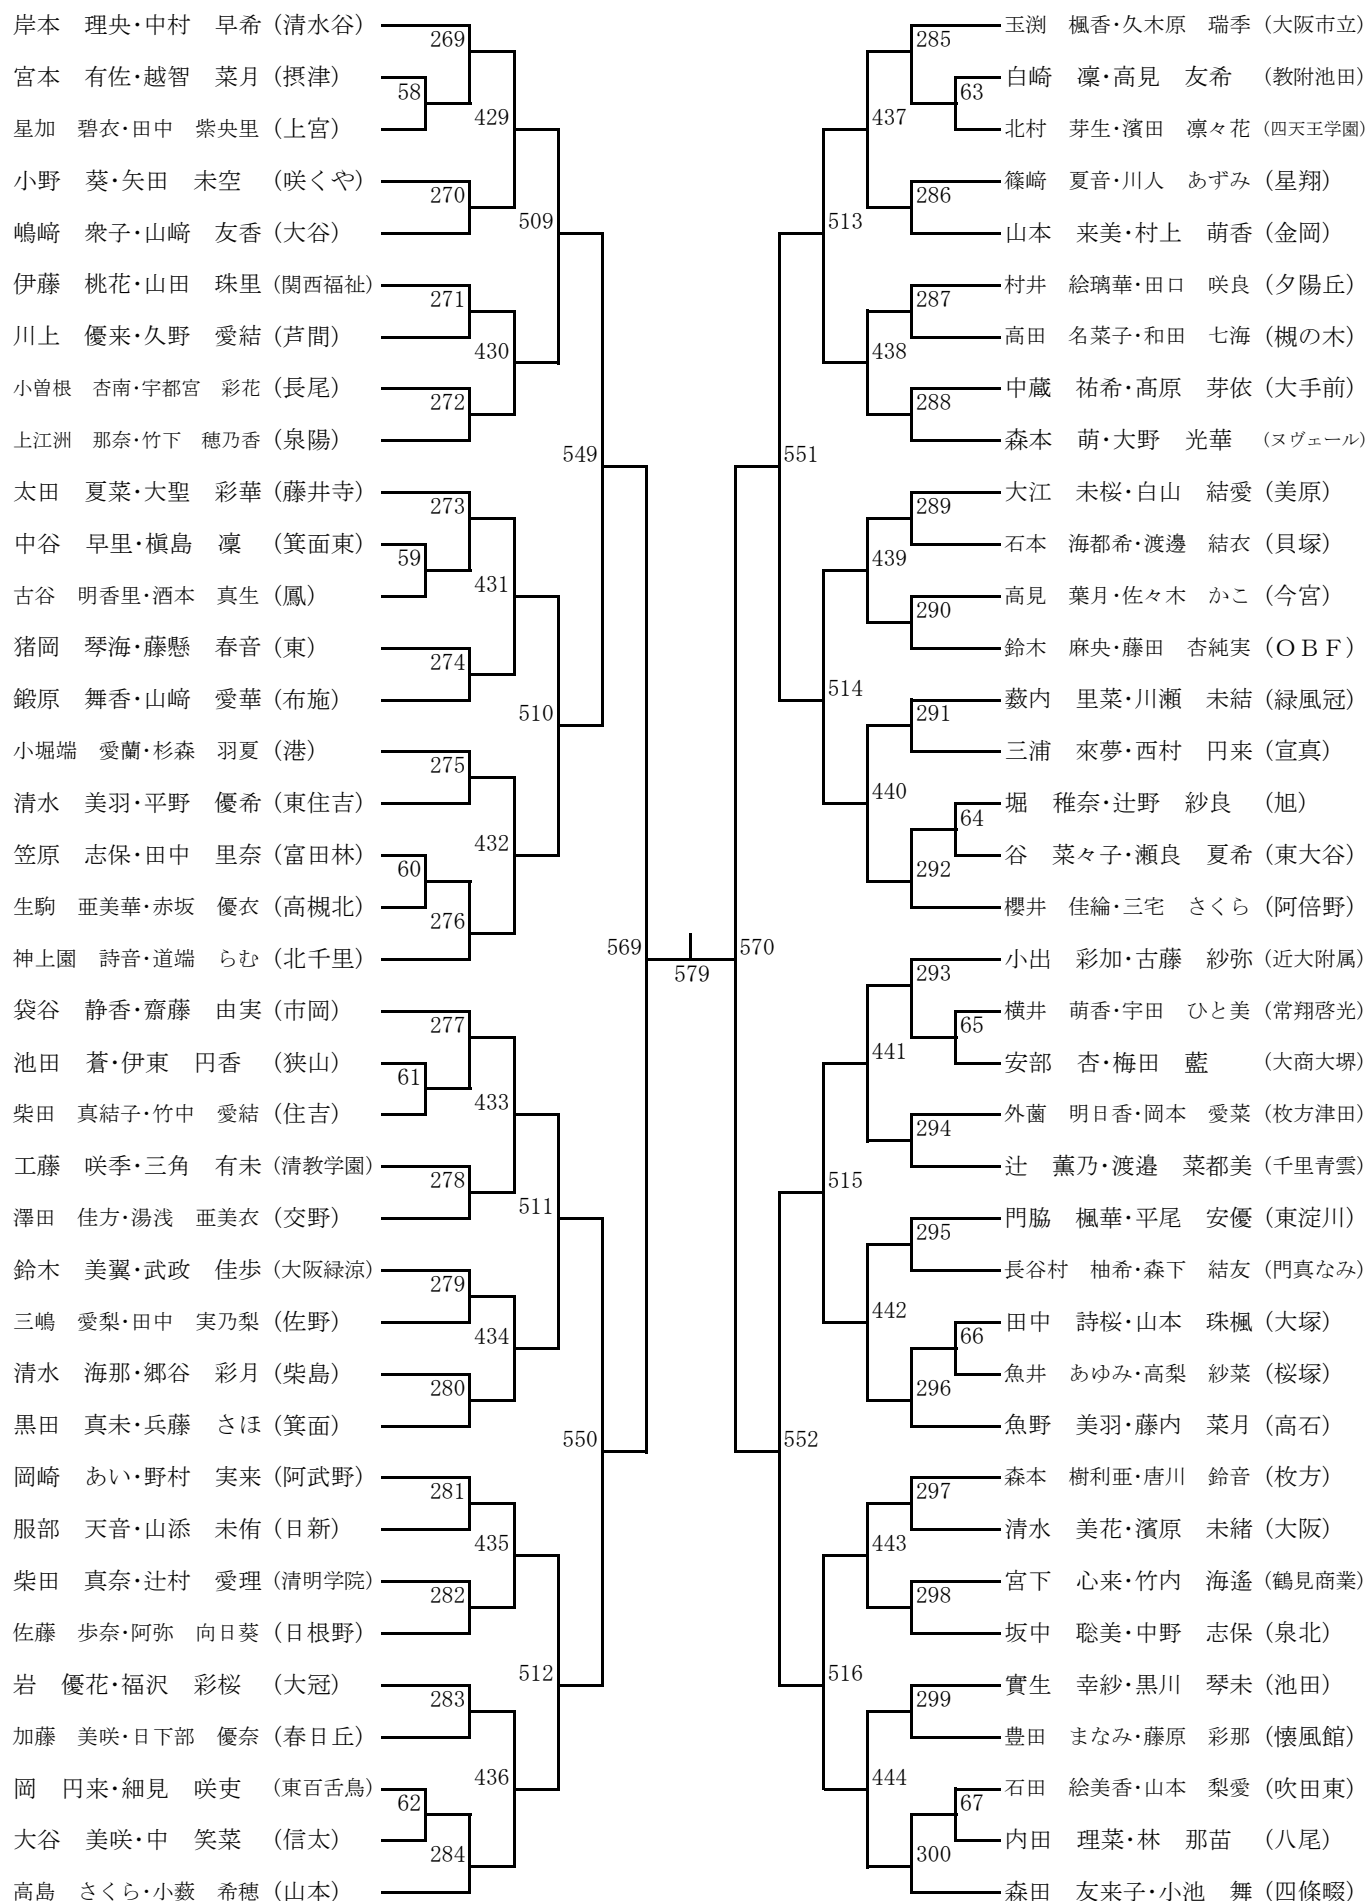 岸本　理央・中村　早希（清水谷）
宮本　有佐・越智　菜月（摂津）
星加　碧衣・田中　紫央里（上宮）
小野　葵・矢田　未空　（咲くや）
嶋﨑　衆子・山﨑　友香（大谷）
伊藤　桃花・山田　珠里（関西福祉）
川上　優来・久野　愛結（芦間）
小曽根　杏南・宇都宮　彩花（長尾）
上江洲　那奈・竹下　穂乃香（泉陽）
太田　夏菜・大聖　彩華（藤井寺）
中谷　早里・槇島　凜　（箕面東）
古谷　明香里・酒本　真生（鳳）
猪岡　琴海・藤懸　春音（東）
鍛原　舞香・山﨑　愛華（布施）
小堀端　愛蘭・杉森　羽夏（港）
清水　美羽・平野　優希（東住吉）
笠原　志保・田中　里奈（富田林）
生駒　亜美華・赤坂　優衣（高槻北）
神上園　詩音・道端　らむ（北千里）
袋谷　静香・齋藤　由実（市岡）
池田　蒼・伊東　円香　（狭山）
柴田　真結子・竹中　愛結（住吉）
工藤　咲季・三角　有未（清教学園）
澤田　佳方・湯浅　亜美衣（交野）
鈴木　美翼・武政　佳歩（大阪緑涼）
三嶋　愛梨・田中　実乃梨（佐野）
清水　海那・郷谷　彩月（柴島）
黒田　真未・兵藤　さほ（箕面）
岡崎　あい・野村　実来（阿武野）
服部　天音・山添　未侑（日新）
柴田　真奈・辻村　愛理（清明学院）
佐藤　歩奈・阿弥　向日葵（日根野）
岩　優花・福沢　彩桜　（大冠）
加藤　美咲・日下部　優奈（春日丘）
岡　円来・細見　咲吏　（東百舌鳥）
大谷　美咲・中　笑菜　（信太）
高島　さくら・小薮　希穂（山本）
269
58
429
270
509
271
430
272
549
273
59
431
274
510
275
432
60
276
569
277
61
433
278
511
279
434
280
550
281
435
282
512
283
436
62
284
579
570
285
63
437
286
513
287
438
288
551
289
439
290
514
291
440
64
292
293
65
441
294
515
295
442
66
296
552
297
443
298
516
299
444
67
300
玉渕　楓香・久木原　瑞季（大阪市立）
白崎　凜・高見　友希　（教附池田）
北村　芽生・濱田　凛々花（四天王学園）
篠﨑　夏音・川人　あずみ（星翔）
山本　来美・村上　萌香（金岡）
村井　絵璃華・田口　咲良（夕陽丘）
高田　名菜子・和田　七海（槻の木）
中蔵　祐希・髙原　芽依（大手前）
森本　萌・大野　光華　（ヌヴェール）
大江　未桜・白山　結愛（美原）
石本　海都希・渡邊　結衣（貝塚）
高見　葉月・佐々木　かこ（今宮）
鈴木　麻央・藤田　杏純実（ＯＢＦ）
薮内　里菜・川瀬　未結（緑風冠）
三浦　來夢・西村　円来（宣真）
堀　稚奈・辻野　紗良　（旭）
谷　菜々子・瀬良　夏希（東大谷）
櫻井　佳綸・三宅　さくら（阿倍野）
小出　彩加・古藤　紗弥（近大附属）
横井　萌香・宇田　ひと美（常翔啓光）
安部　杏・梅田　藍　　（大商大堺）
外薗　明日香・岡本　愛菜（枚方津田）
辻　薫乃・渡邉　菜都美（千里青雲）
門脇　楓華・平尾　安優（東淀川）
長谷村　柚希・森下　結友（門真なみ）
田中　詩桜・山本　珠楓（大塚）
魚井　あゆみ・高梨　紗菜（桜塚）
魚野　美羽・藤内　菜月（高石）
森本　樹利亜・唐川　鈴音（枚方）
清水　美花・濱原　未緒（大阪）
宮下　心来・竹内　海遙（鶴見商業）
坂中　聡美・中野　志保（泉北）
實生　幸紗・黒川　琴未（池田）
豊田　まなみ・藤原　彩那（懐風館）
石田　絵美香・山本　梨愛（吹田東）
内田　理菜・林　那苗　（八尾）
森田　友来子・小池　舞（四條畷）